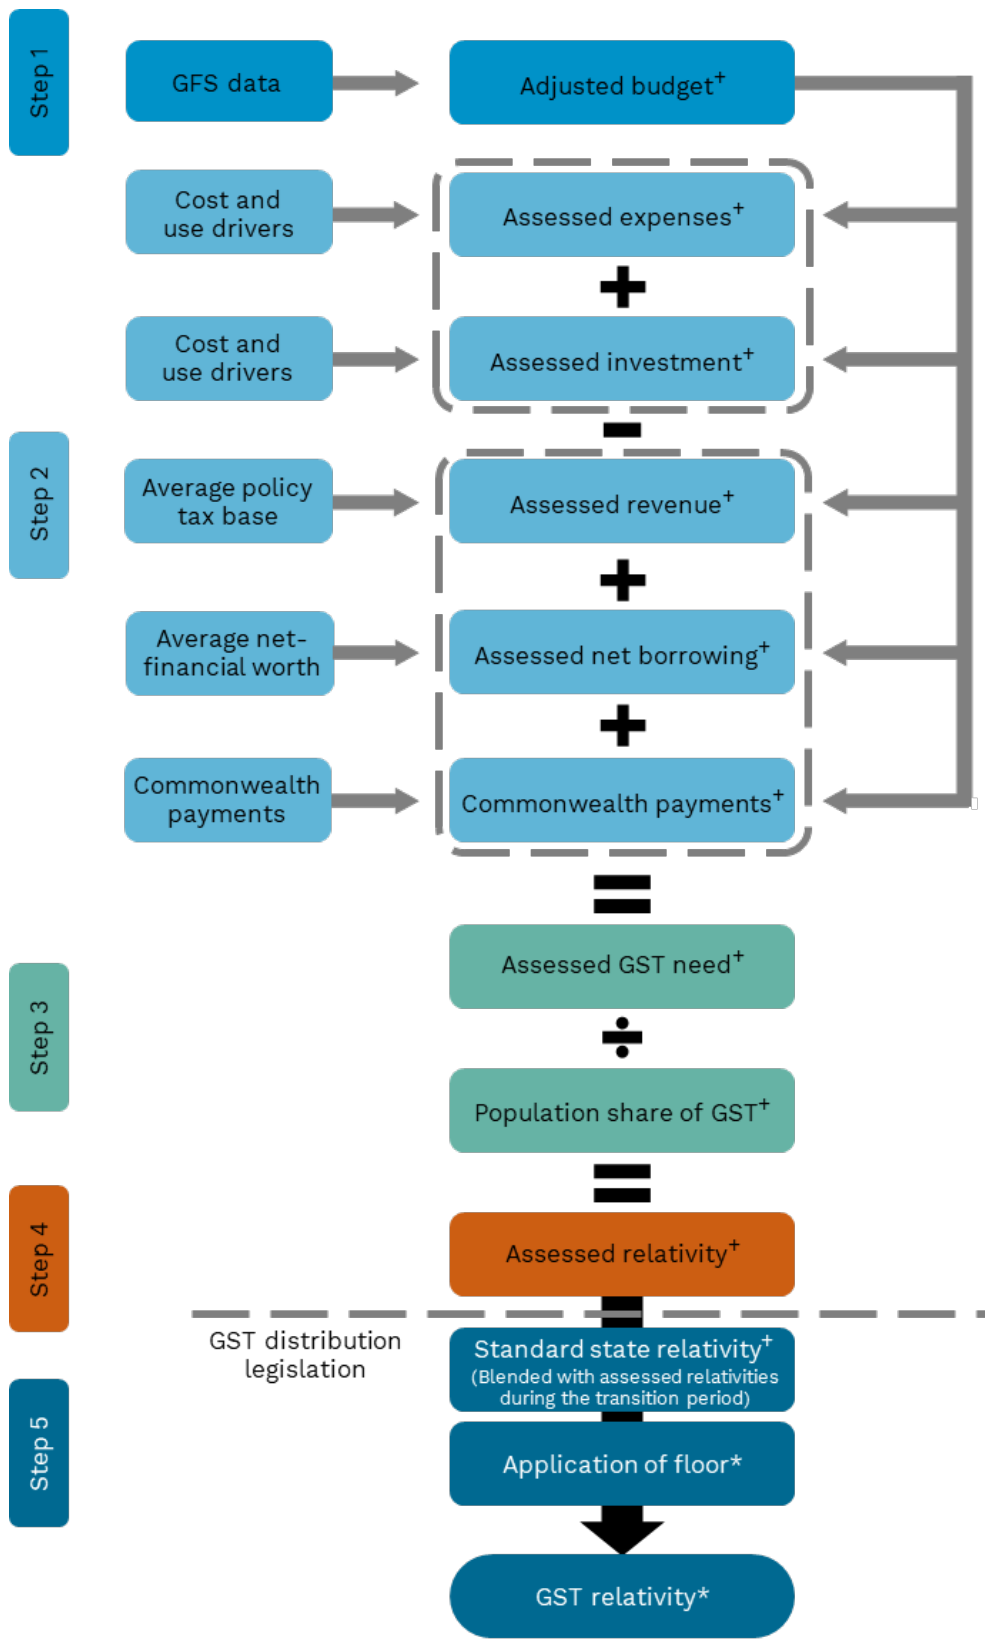 Step 1
GFS data
Adjusted budget+
Cost and
use drivers
Assessed expenses+
+
Cost and
use drivers
Assessed investment+
-
Step 2
Average policy
tax base
Assessed revenue+
+
Average net-
financial worth
Assessed net borrowing+
+
Commonwealth
payments
Commonwealth payments+
=
Assessed GST need+
Step 3
÷
Population share of GST+
=
Step 4
Assessed relativity+
GST distribution
legislation
Standard state relativity+
(Blended with assessed relativities
during the transition period)
Step 5
Application of floor*
GST relativity*